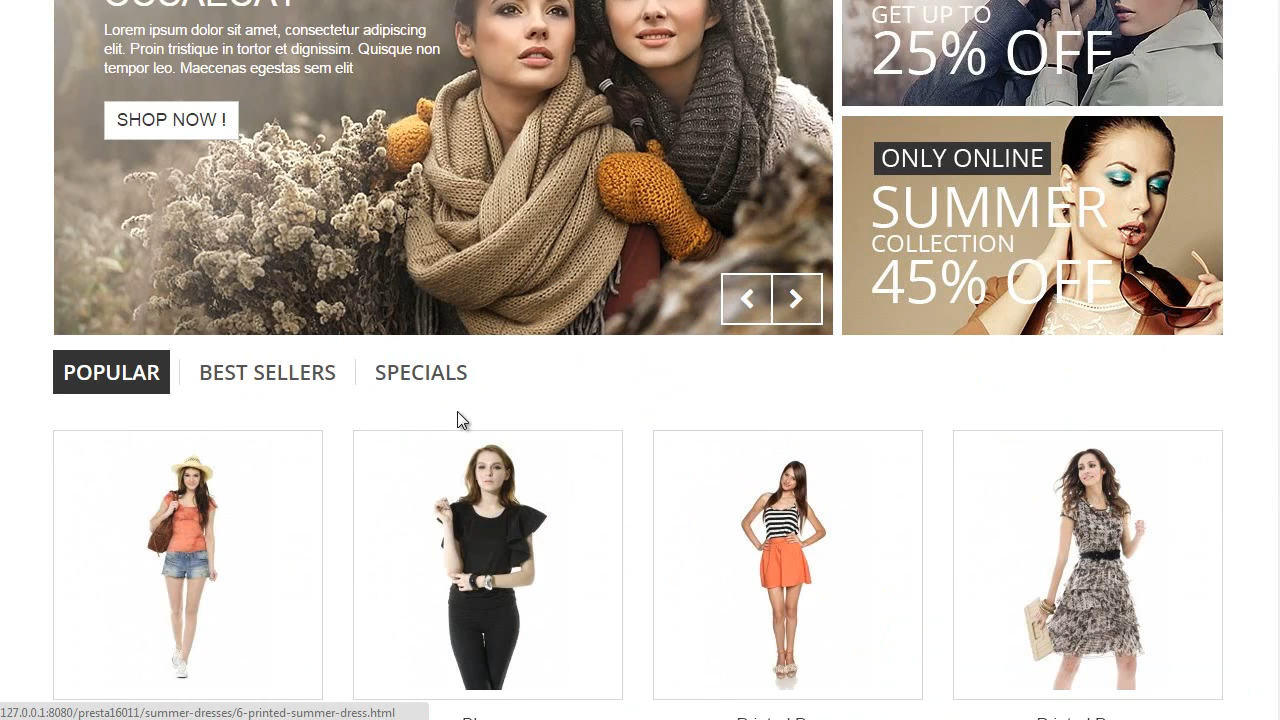 Lorem ipsum dolor sit amet, consectetur adipiscing
elit. Proin tristique in tortor et dignissim. Quisque non
tempor leo. Maecenas egestas sem elit
SHOP NOW !
GET UP TO
25% OFF
ONLY ONLINE
SUMMER
COLLECTION
45% OFF
POPULAR
BEST SELLERS
SPECIALS
127.0.0.1:8080/presta16011/summer-dresses/6-printed-summer-dress.html